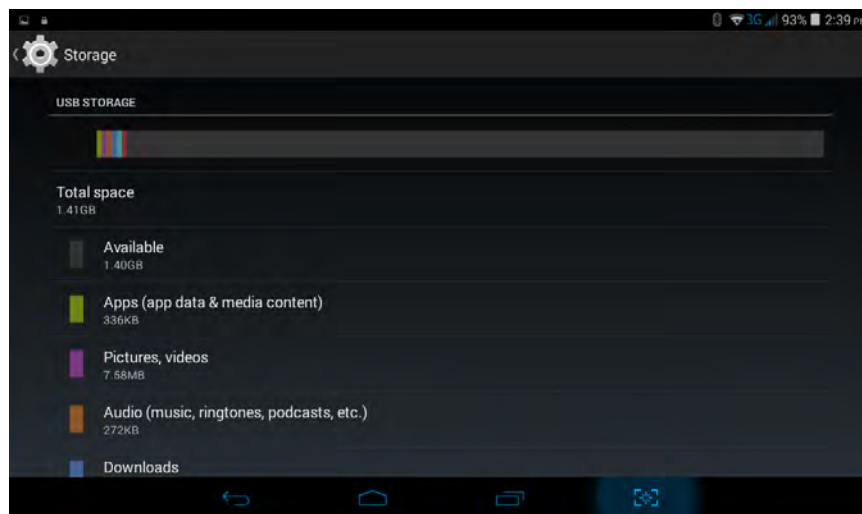 3G 93% 2:39 PM
Storage
USB STORAGE
Total space
1.41GB
Available
1.40GB
Apps (app data & media content)
336KB
Pictures, videos
7.58MB
Audio (music, ringtones, podcasts, etc.)
272KB
Downloads